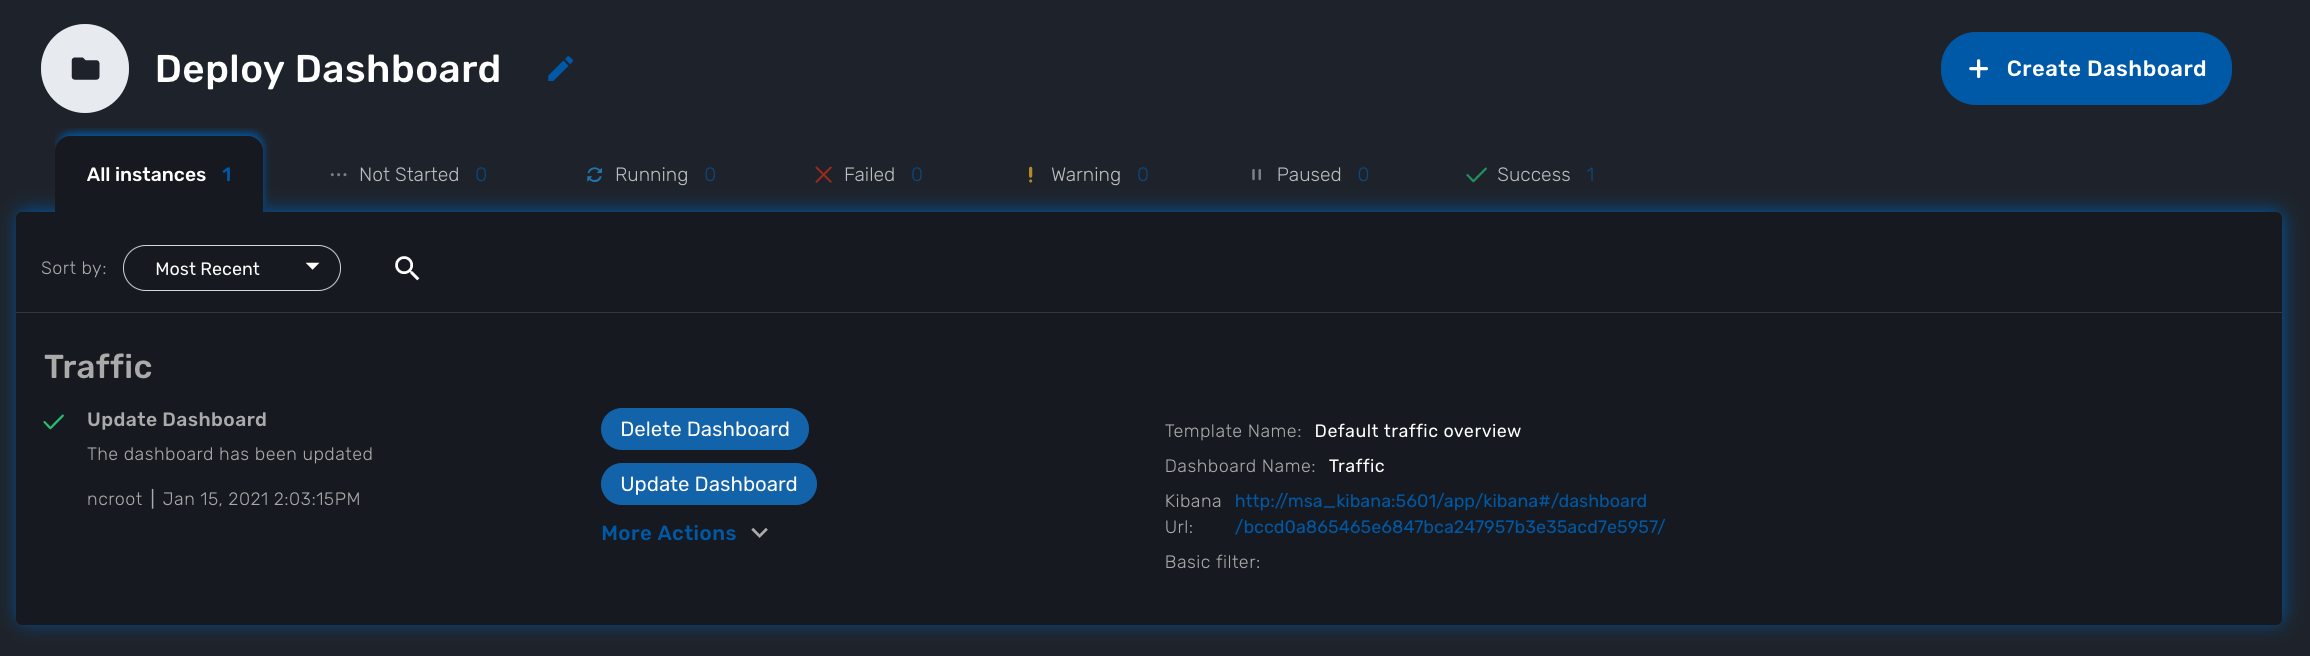 Deploy Dashboard
Create Dashboard
All instances 1
Not Started 0
Running 0
Failed 0
Warning 0
Paused 0
Success 1
Sort by: Most Recent
Traffic
Update Dashboard
The dashboard has been updated
ncroot | Jan 15, 2021 2:03:15PM
Delete Dashboard
Update Dashboard
More Actions
Template Name: Default traffic overview
Dashboard Name: Traffic
Kibana http://msa_kibana:5601/app/kibana#/dashboard
Url: /bccd0a865465e6847bca247957b3e35acd7e5957/
Basic filter: